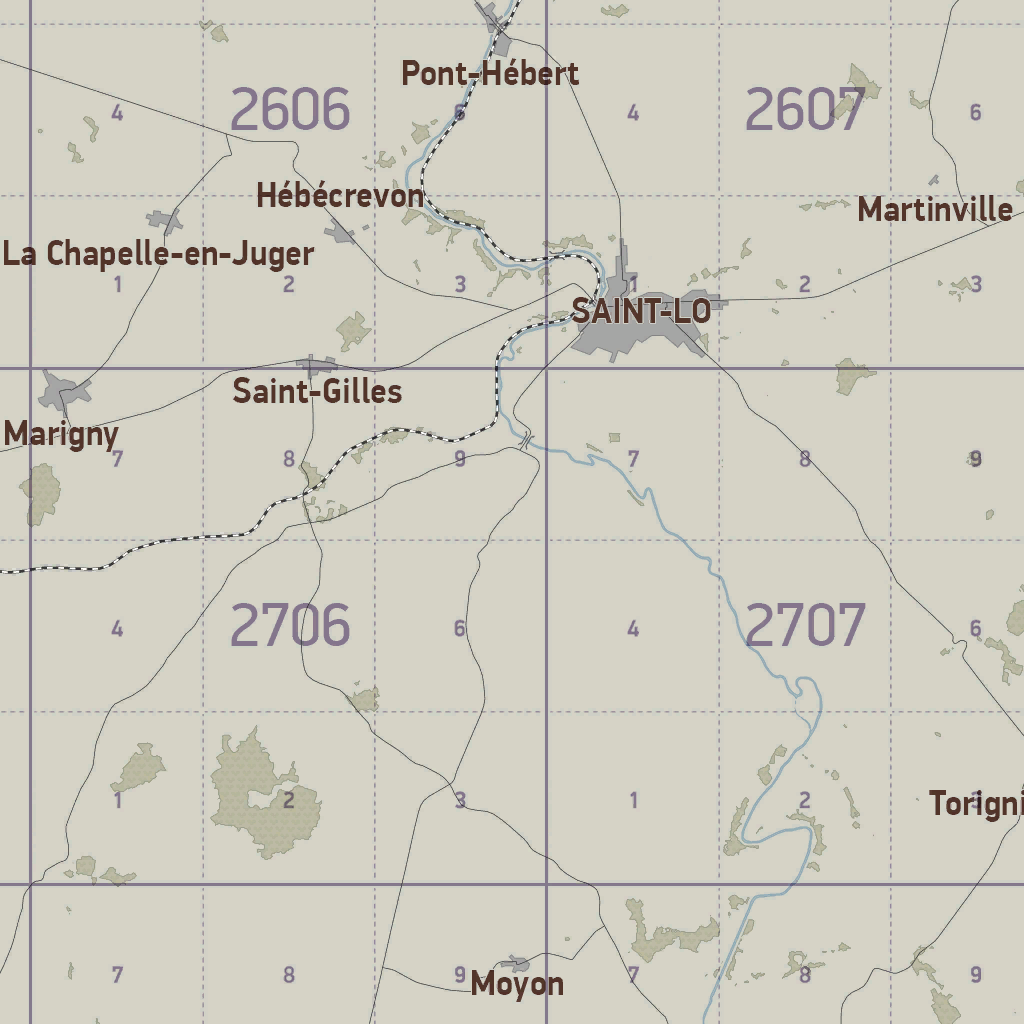 Pont-Hébert
4 2606 6 4 2607 6
Hébécrevon
Martinville
La Chapelle-en-Juger
1 2 3 1 2 3
SAINT-LO
Saint-Gilles
Marigny
7 8 9 7 8 9
4 2706 6 4 2707 6
1 2 3 1 2 3
Torigni
7 8 9 7 8 9
Moyon